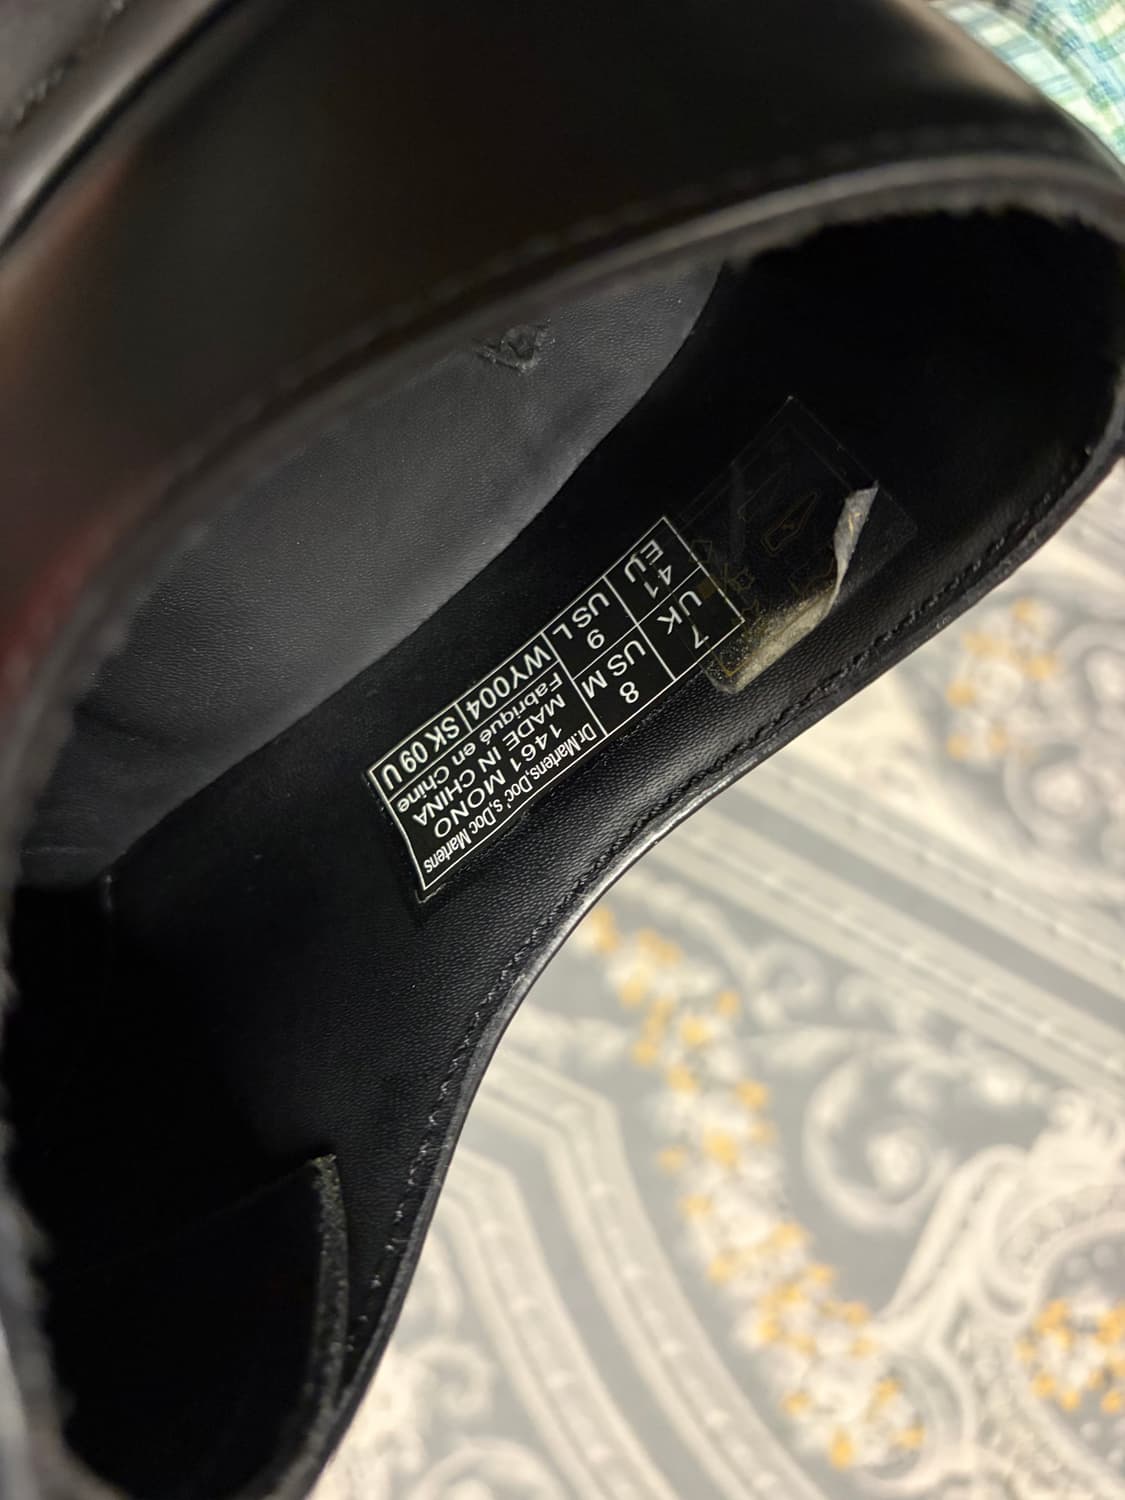 EU
41
UK
7
US L
9
US M
8
WY004 SK 09 U
Fabriqué en Chine
MADE IN CHINA
1461 MONO
Dr.Martens,Doc's,Doc Martens